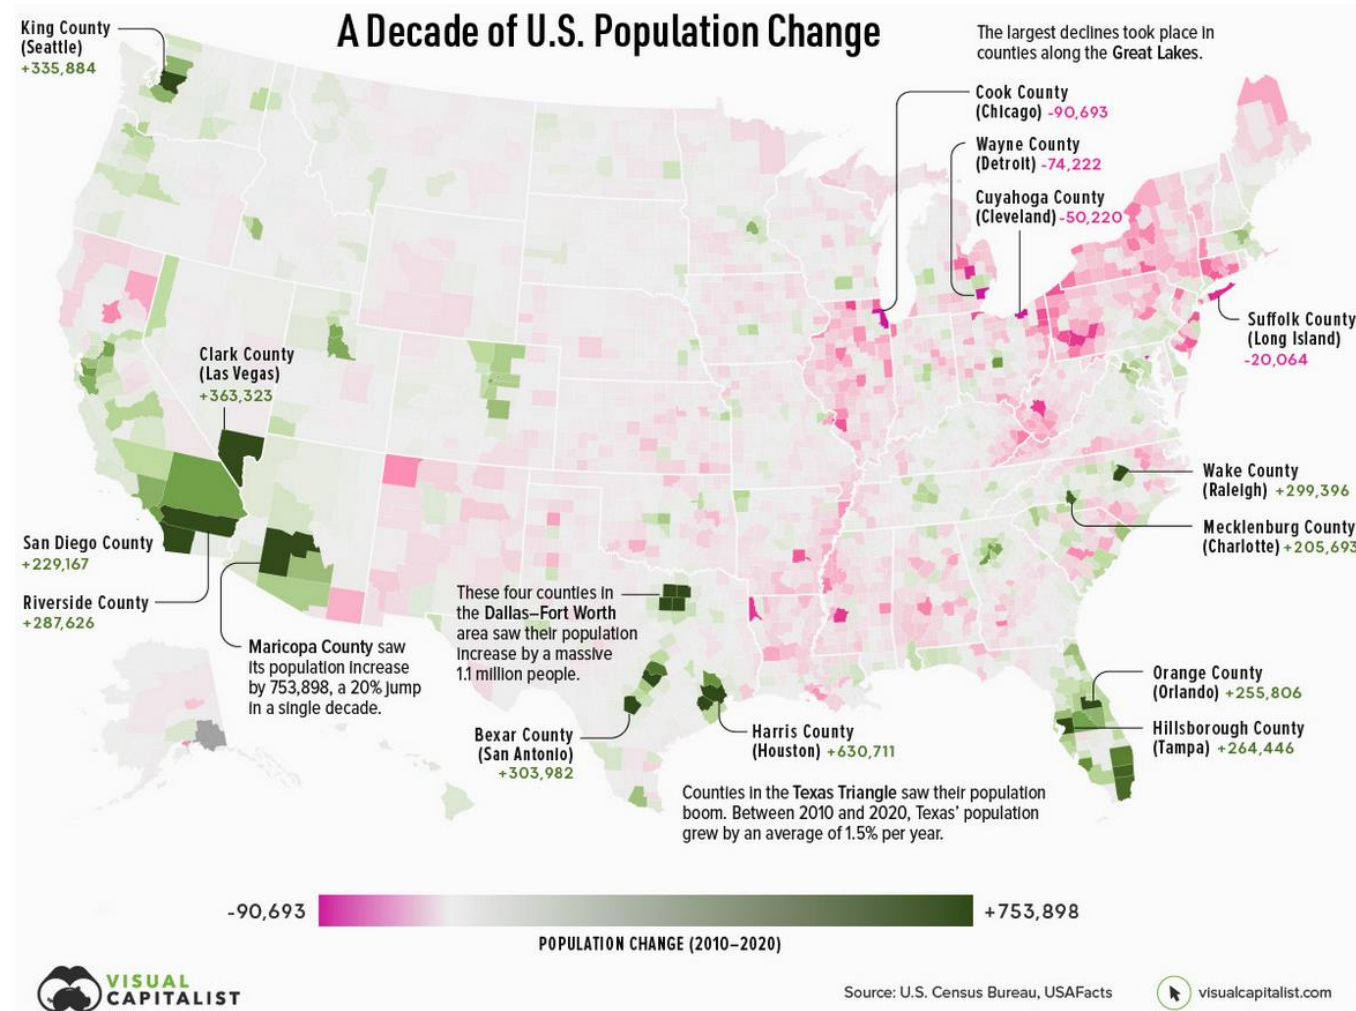 A Decade of U.S. Population Change
King County
(Seattle)
+335,884
The largest declines took place in
counties along the Great Lakes.
Cook County
(Chicago) -90,693
Wayne County
(Detroit) -74,222
Cuyahoga County
(Cleveland) -50,220
Suffolk County
(Long Island)
-20,064
Clark County
(Las Vegas)
+363,323
Wake County
(Raleigh) +299,396
Mecklenburg County
(Charlotte) +205,693
San Diego County
+229,167
Riverside County
+287,626
Maricopa County saw
its population increase
by 753,898, a 20% jump
in a single decade.
These four counties in
the Dallas–Fort Worth
area saw their population
increase by a massive
1.1 million people.
Bexar County
(San Antonio)
+303,982
Harris County
(Houston) +630,711
Orange County
(Orlando) +255,806
Hillsborough County
(Tampa) +264,446
Counties in the Texas Triangle saw their population
boom. Between 2010 and 2020, Texas' population
grew by an average of 1.5% per year.
-90,693
+753,898
POPULATION CHANGE (2010–2020)
VISUAL
CAPITALIST
Source: U.S. Census Bureau, USAFacts
visualcapitalist.com